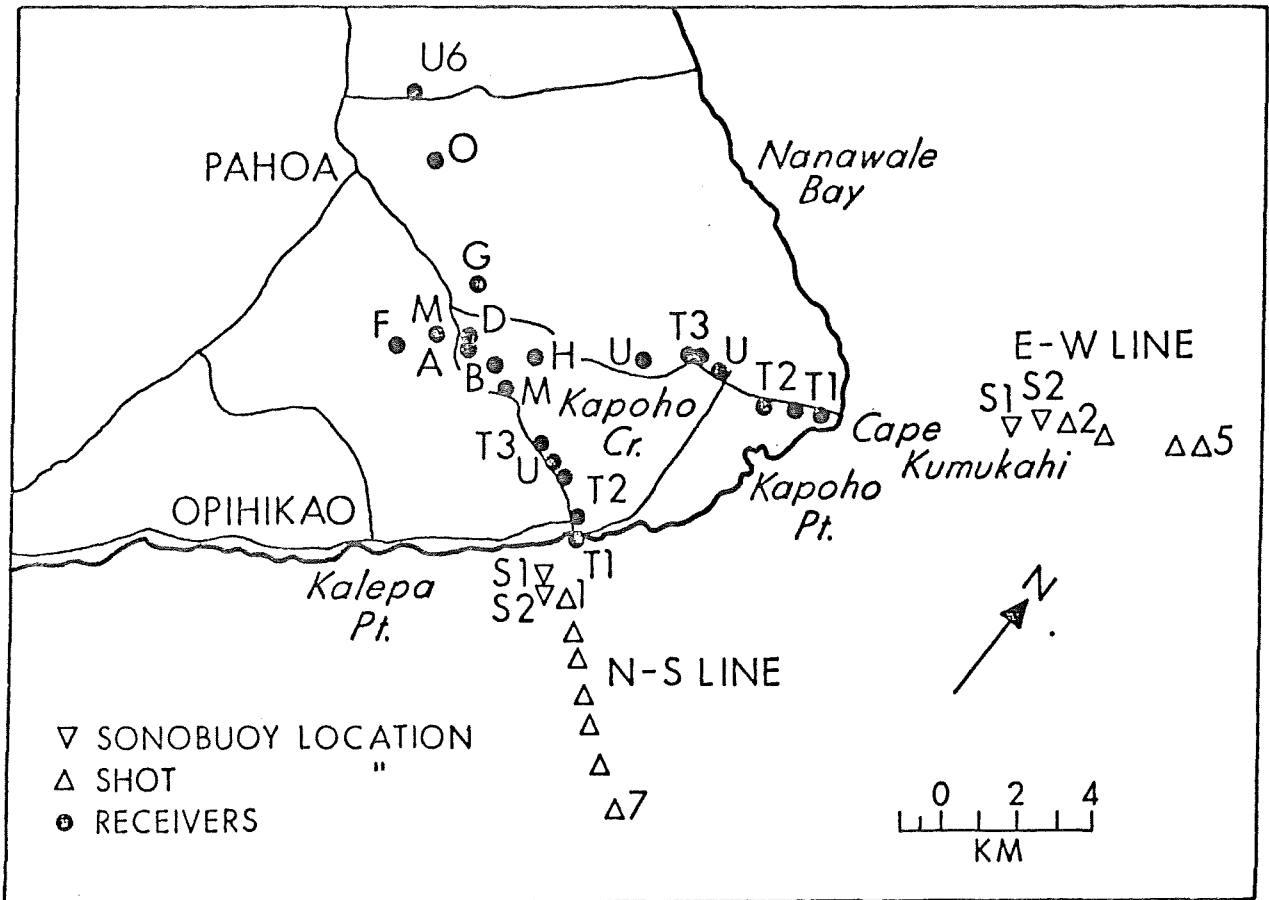 U6
O
PAHOA
Nanawale
Bay
G
M
D
F
A
B
H
M
U
T3
U
T2
T1
E-W LINE
S1
S2
2
5
Kapoho
Cr.
Cape
Kumukahi
T3
U
T2
Kapoho
Pt.
OPIHIKAO
T1
Kalepa
Pt.
S1
S2
1
N
N-S LINE
7
SONOBUOY LOCATION
SHOT "
RECEIVERS
0 2 4
KM